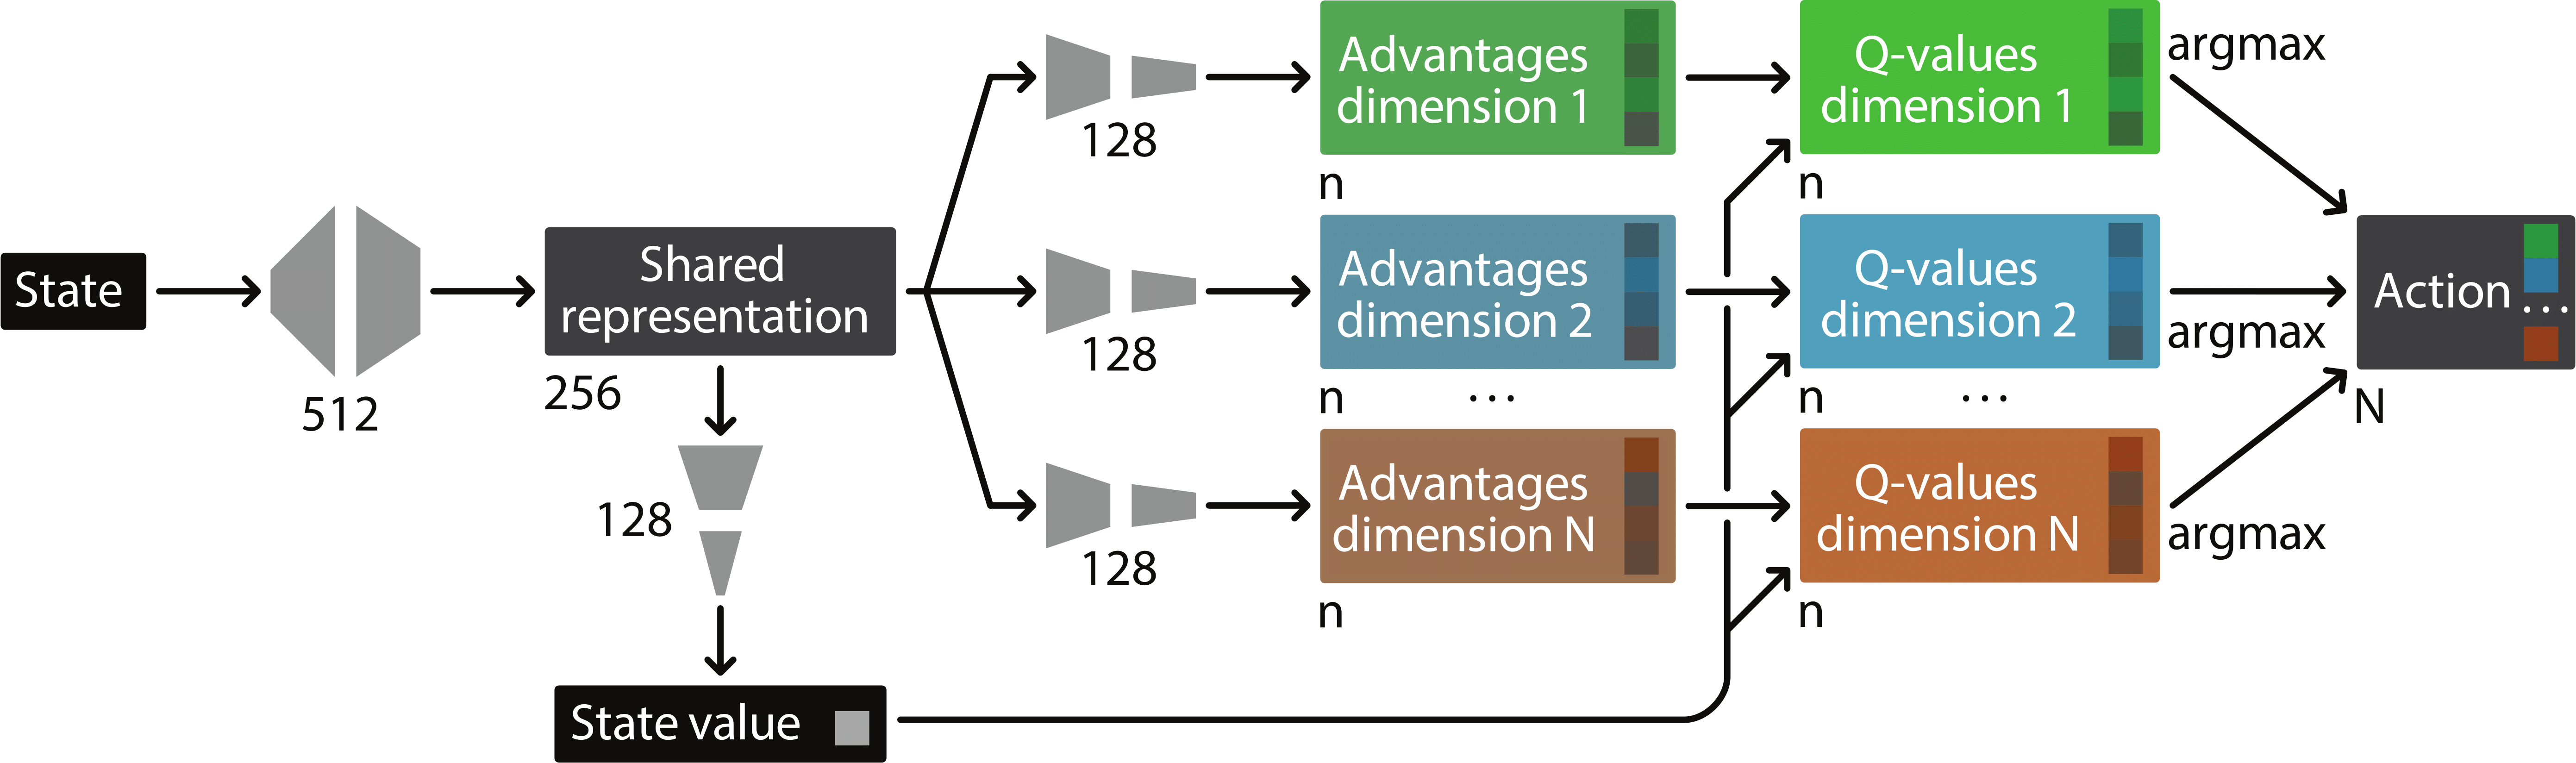 State
512
Shared
representation
256
128
State value
128
128
128
Advantages
dimension 1
n
Advantages
dimension 2
n
...
Advantages
dimension N
n
Q-values
dimension 1
n
Q-values
dimension 2
n
...
Q-values
dimension N
n
argmax
argmax
argmax
Action
...
N